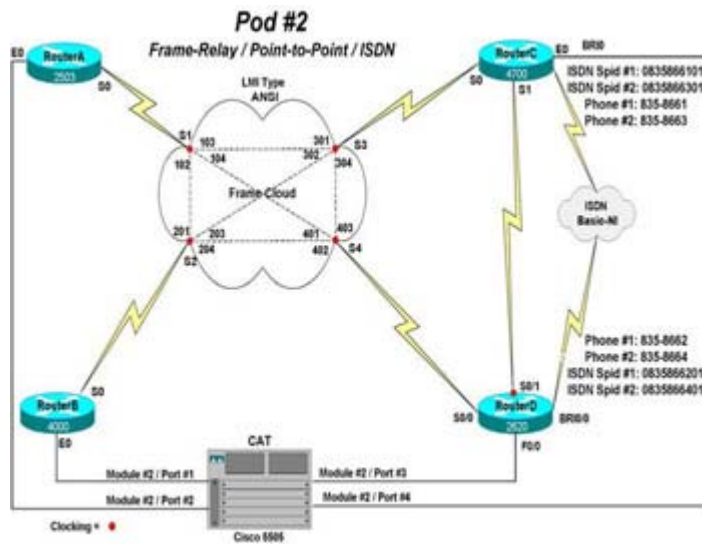 Pod #2
Frame-Relay / Point-to-Point / ISDN
E0
RouterA
2503
S0
LMI Type
ANGI
RouterC
4700
E0
BRI0
S0
S1
ISDN Spid #1: 0835866101
ISDN Spid #2: 0835866301
Phone #1: 835-8661
Phone #2: 835-8663
S1
103
304
102
301
302
304
S3
Frame Cloud
ISDN
Basic-NI
201
203
204
S2
401
402
403
S4
Phone #1: 835-8662
Phone #2: 835-8664
ISDN Spid #1: 0835866201
ISDN Spid #2: 0835866401
S0
RouterB
4000
E0
S0/1
S0/0
RouterD
2620
BRI0/0
F0/0
CAT
Module #2 / Port #1
Module #2 / Port #3
Module #2 / Port #2
Module #2 / Port #4
Clocking =
Cisco 5505